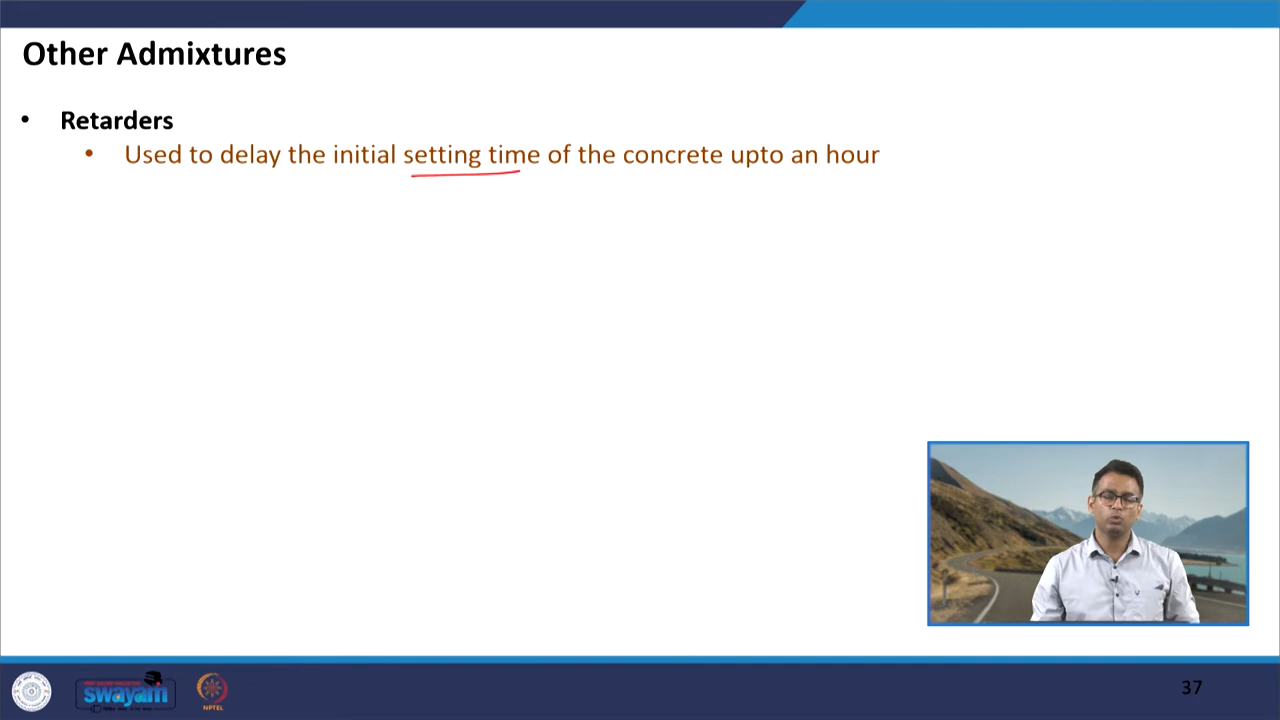 Other Admixtures
• Retarders
• Used to delay the initial setting time of the concrete upto an hour
swayam
NPTEL
37